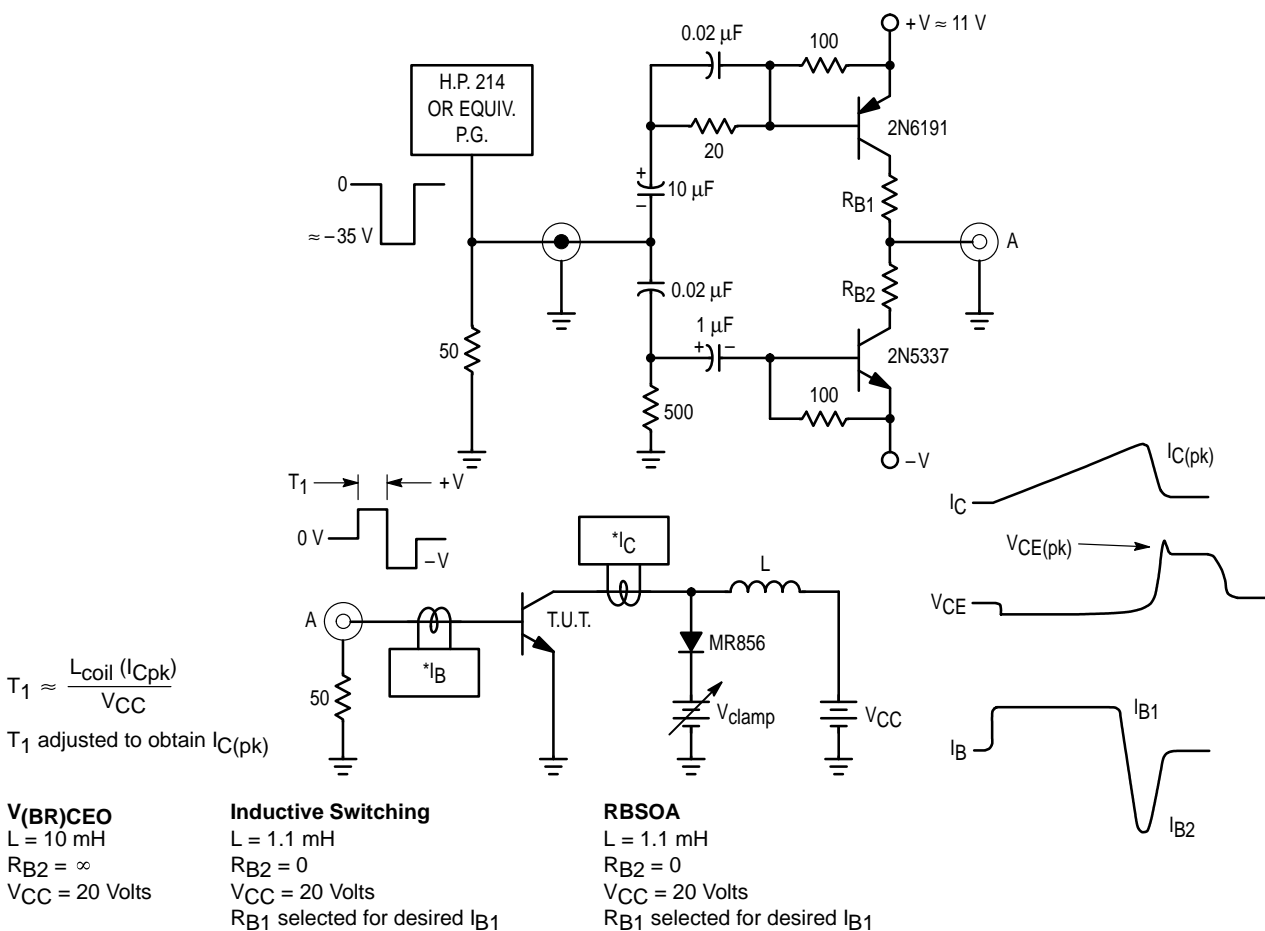 +V ≈ 11 V
0.02 μF
100
H.P. 214
OR EQUIV.
P.G.
2N6191
20
0
+
10 μF
−
RB1
≈ −35 V
A
0.02 μF
RB2
1 μF
50
+ −
2N5337
100
500
−V
T1
+V
0 V
−V
*IC
L
IC(pk)
IC
VCE(pk)
VCE
A
T.U.T.
*IB
MR856
50
Vclamp
VCC
T1 ≈ Lcoil (ICpk)
VCC
T1 adjusted to obtain IC(pk)
IB1
IB
IB2
V(BR)CEO
L = 10 mH
RB2 = ∞
VCC = 20 Volts
Inductive Switching
L = 1.1 mH
RB2 = 0
VCC = 20 Volts
RB1 selected for desired IB1
RBSOA
L = 1.1 mH
RB2 = 0
VCC = 20 Volts
RB1 selected for desired IB1